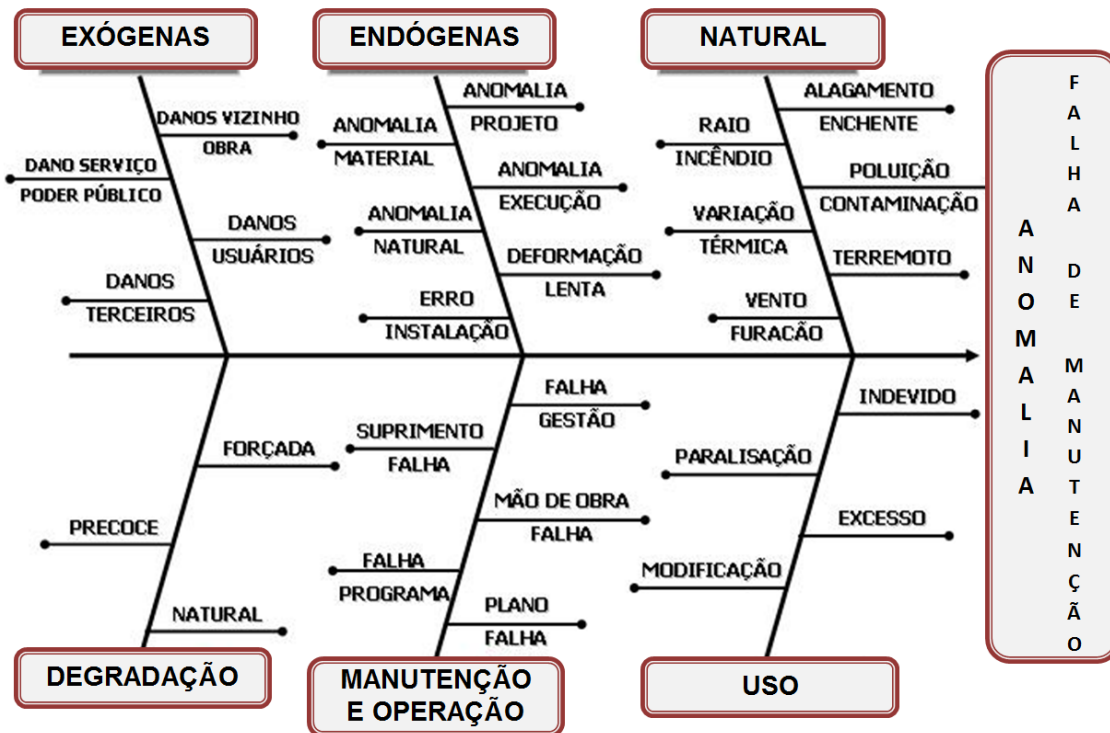 EXÓGENAS
ENDÓGENAS
NATURAL
DANOS VIZINHO
OBRA
DANO SERVIÇO
PODER PÚBLICO
DANOS
USUÁRIOS
DANOS
TERCEIROS
ANOMALIA
PROJETO
ANOMALIA
MATERIAL
ANOMALIA
EXECUÇÃO
ANOMALIA
NATURAL
DEFORMAÇÃO
LENTA
ERRO
INSTALAÇÃO
ALAGAMENTO
ENCHENTE
RAIO
INCÊNDIO
POLUIÇÃO
CONTAMINAÇÃO
VARIAÇÃO
TÉRMICA
TERREMOTO
VENTO
FURACÃO
FORÇADA
PRECOCE
NATURAL
DEGRADAÇÃO
FALHA
GESTÃO
SUPRIMENTO
FALHA
MÃO DE OBRA
FALHA
FALHA
PROGRAMA
PLANO
FALHA
MANUTENÇÃO
E OPERAÇÃO
INDEVIDO
PARALISAÇÃO
EXCESSO
MODIFICAÇÃO
USO
ANOMALIA
FALHA DE MANUTENÇÃO